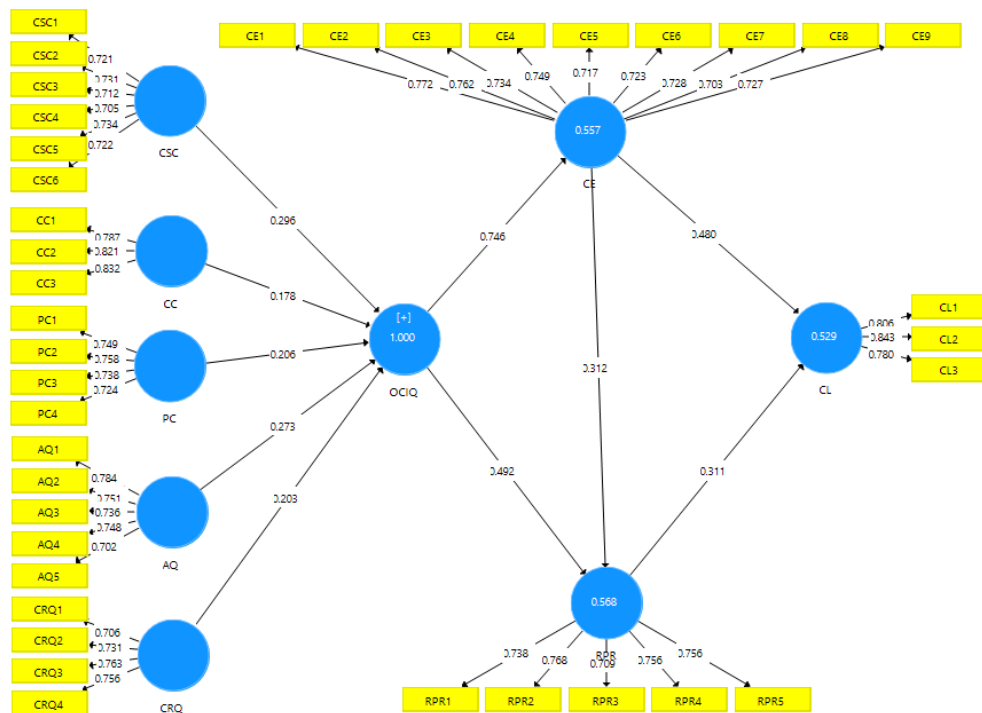 CSC1
CSC2
CSC3
CSC4
CSC5
CSC6
0.721
0.731
0.712
0.705
0.734
0.722
CSC
CC1
CC2
CC3
0.787
0.821
0.832
CC
PC1
PC2
PC3
PC4
0.749
0.758
0.738
0.724
PC
AQ1
AQ2
AQ3
AQ4
AQ5
0.784
0.751
0.736
0.748
0.702
AQ
CRQ1
CRQ2
CRQ3
CRQ4
0.706
0.731
0.763
0.756
CRQ
0.296
0.178
0.206
0.273
0.203
[+]
1.000
OCIQ
0.746
0.492
CE1 CE2 CE3 CE4 CE5 CE6 CE7 CE8 CE9
0.772 0.762 0.734 0.749 0.717 0.723 0.728 0.703 0.727
0.557
CE
0.480
0.312
0.311
0.529
CL
0.806
0.843
0.780
CL1
CL2
CL3
0.568
RPR
0.738 0.768 0.709 0.756 0.756
RPR1 RPR2 RPR3 RPR4 RPR5